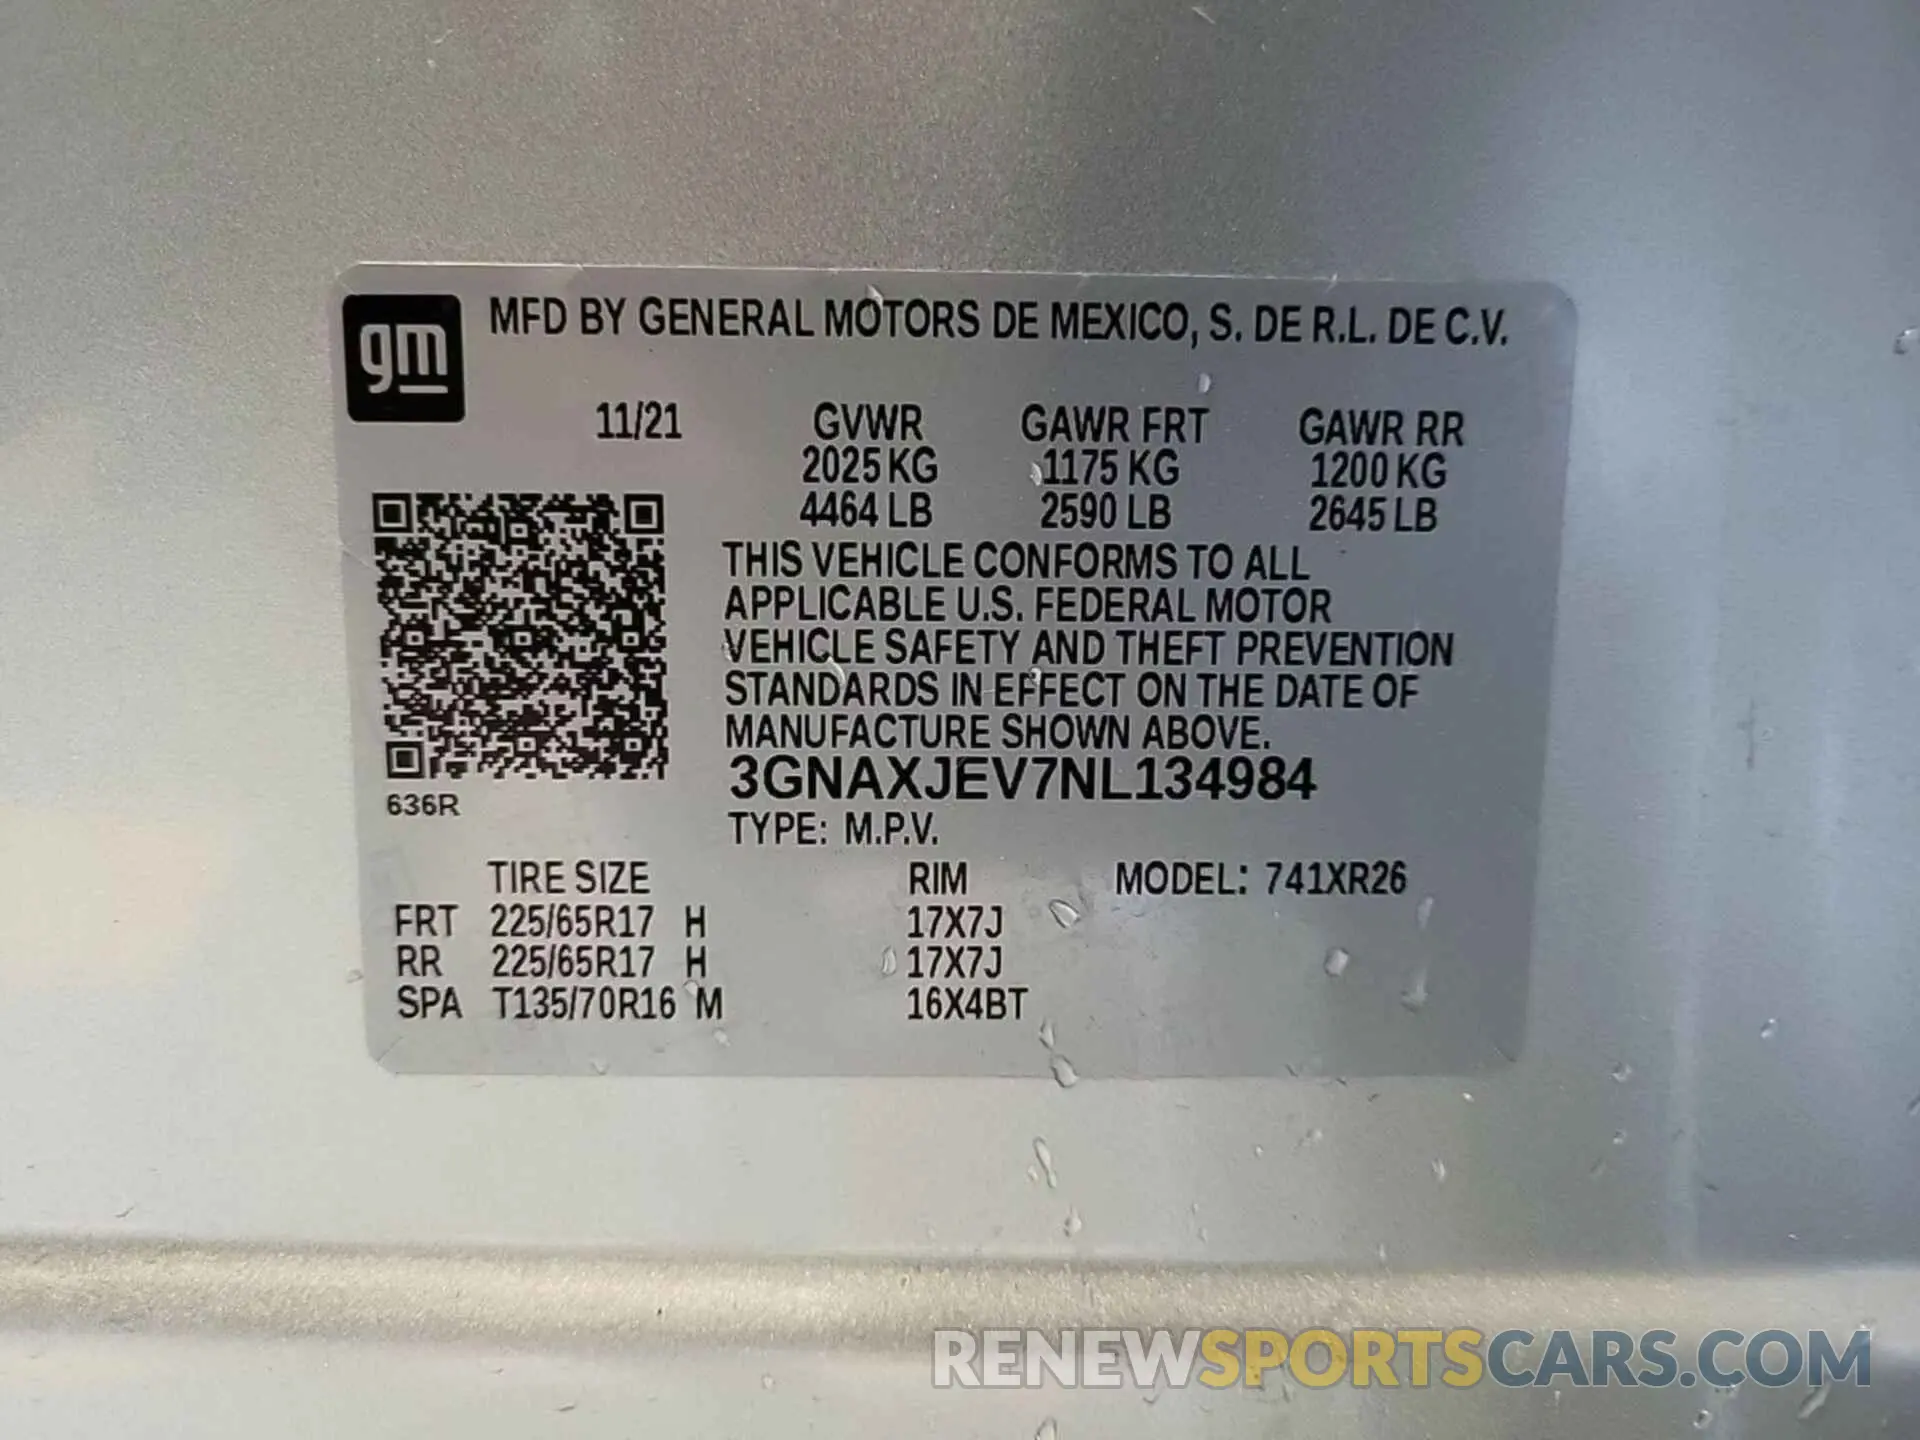 gm
MFD BY GENERAL MOTORS DE MEXICO, S. DE R.L. DE C.V.
11/21 GVWR GAWR FRT GAWR RR
2025 KG 1175 KG 1200 KG
4464 LB 2590 LB 2645 LB
THIS VEHICLE CONFORMS TO ALL
APPLICABLE U.S. FEDERAL MOTOR
VEHICLE SAFETY AND THEFT PREVENTION
STANDARDS IN EFFECT ON THE DATE OF
MANUFACTURE SHOWN ABOVE.
3GNAXJEV7NL134984
636R
TYPE: M.P.V.
TIRE SIZE RIM MODEL: 741XR26
FRT 225/65R17 H 17X7J
RR 225/65R17 H 17X7J
SPA T135/70R16 M 16X4BT
RENEWSPORTSCARS.COM